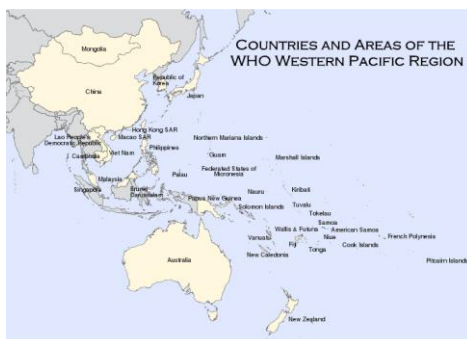 COUNTRIES AND AREAS OF THE
WHO WESTERN PACIFIC REGION
Mongolia
Republic of
Korea
China
Japan
Hong Kong SAR
Macao SAR
Lao People's
Democratic Republic
Northern Mariana Islands
Philippines
Viet Nam
Cambodia
Guam
Marshall Islands
Federated States of
Micronesia
Palau
Malaysia
Singapore
Brunei
Darussalam
Papua New Guinea
Nauru
Kiribati
Solomon Islands
Tuvalu
Tokelau
Samoa
Wallis & Futuna
American Samoa
Vanuatu
Fiji
Niue
French Polynesia
Cook Islands
Tonga
New Caledonia
Australia
Pitcairn Islands
New Zealand